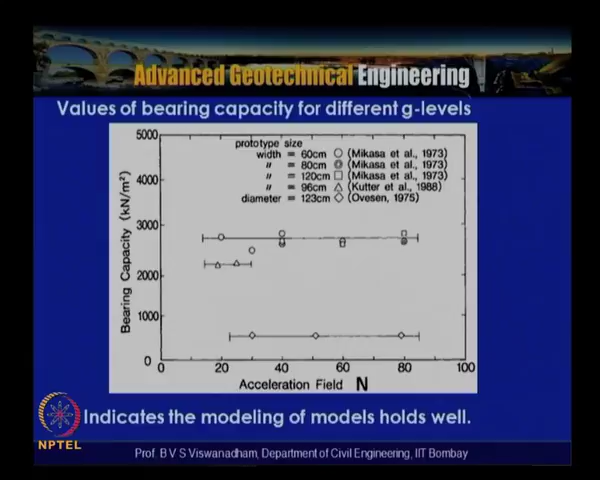 Advanced Geotechnical Engineering
Values of bearing capacity for different g-levels
prototype size
width = 60cm ○ (Mikasa et al., 1973)
〃 = 80cm ◎ (Mikasa et al., 1973)
〃 = 120cm □ (Mikasa et al., 1973)
〃 = 96cm △ (Kutter et al., 1988)
diameter = 123cm ◇ (Ovesen, 1975)
Bearing Capacity (kN/m²)
5000
4000
3000
2000
1000
0
0 20 40 60 80 100
Acceleration Field N
Indicates the modeling of models holds well.
NPTEL
Prof. B V S Viswanadham, Department of Civil Engineering, IIT Bombay